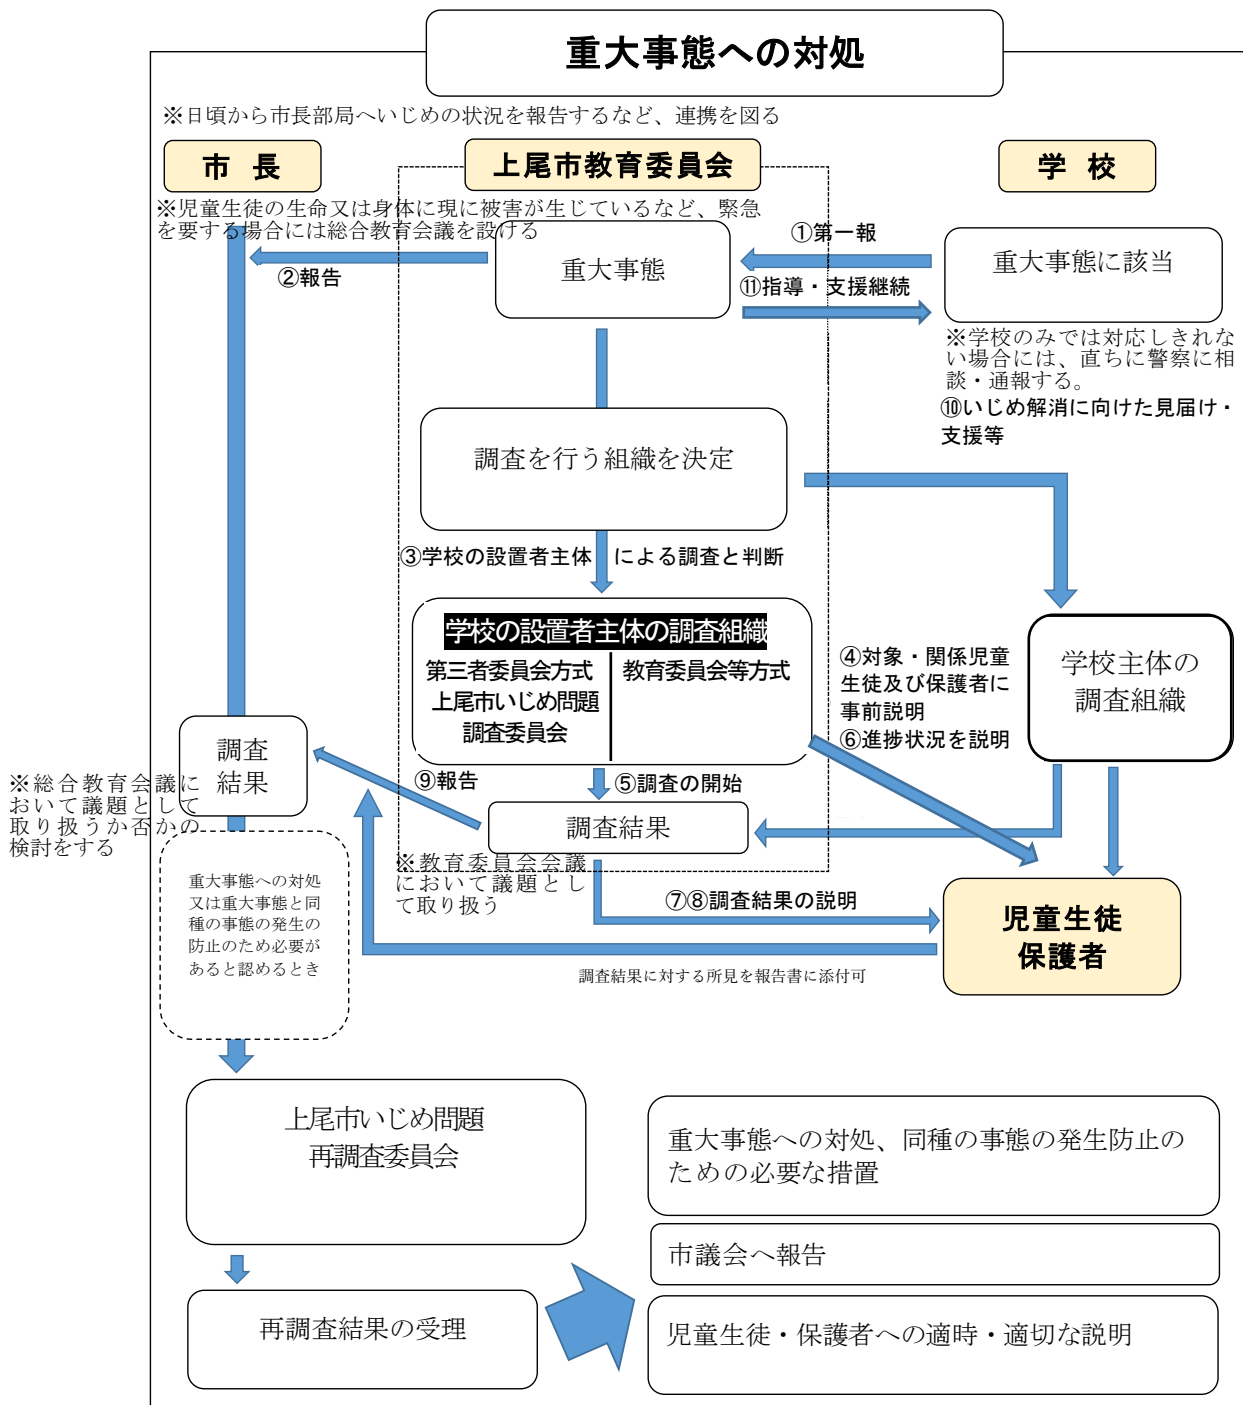 重大事態への対処
※日頃から市長部局へいじめの状況を報告するなど、連携を図る
市 長
上尾市教育委員会
学 校
※児童生徒の生命又は身体に現に被害が生じているなど、緊急
を要する場合には総合教育会議を設ける
①第一報
重大事態
重大事態に該当
②報告
⑪指導・支援継続
※学校のみでは対応しきれな
い場合には、直ちに警察に相
談・通報する。
⑩いじめ解消に向けた見届け・
支援等
調査を行う組織を決定
③学校の設置者主体 による調査と判断
学校の設置者主体の調査組織
第三者委員会方式
上尾市いじめ問題
調査委員会
教育委員会等方式
④対象・関係児童
生徒及び保護者に
事前説明
⑥進捗状況を説明
学校主体の
調査組織
調査
結果
⑨報告
⑤調査の開始
※総合教育会議に
おいて議題として
取り扱うか否かの
検討をする
調査結果
※教育委員会会議
において議題とし
て取り扱う
重大事態への対処
又は重大事態と同
種の事態の発生の
防止のため必要が
あると認めるとき
⑦⑧調査結果の説明
児童生徒
保護者
調査結果に対する所見を報告書に添付可
上尾市いじめ問題
再調査委員会
重大事態への対処、同種の事態の発生防止の
ための必要な措置
市議会へ報告
再調査結果の受理
児童生徒・保護者への適時・適切な説明